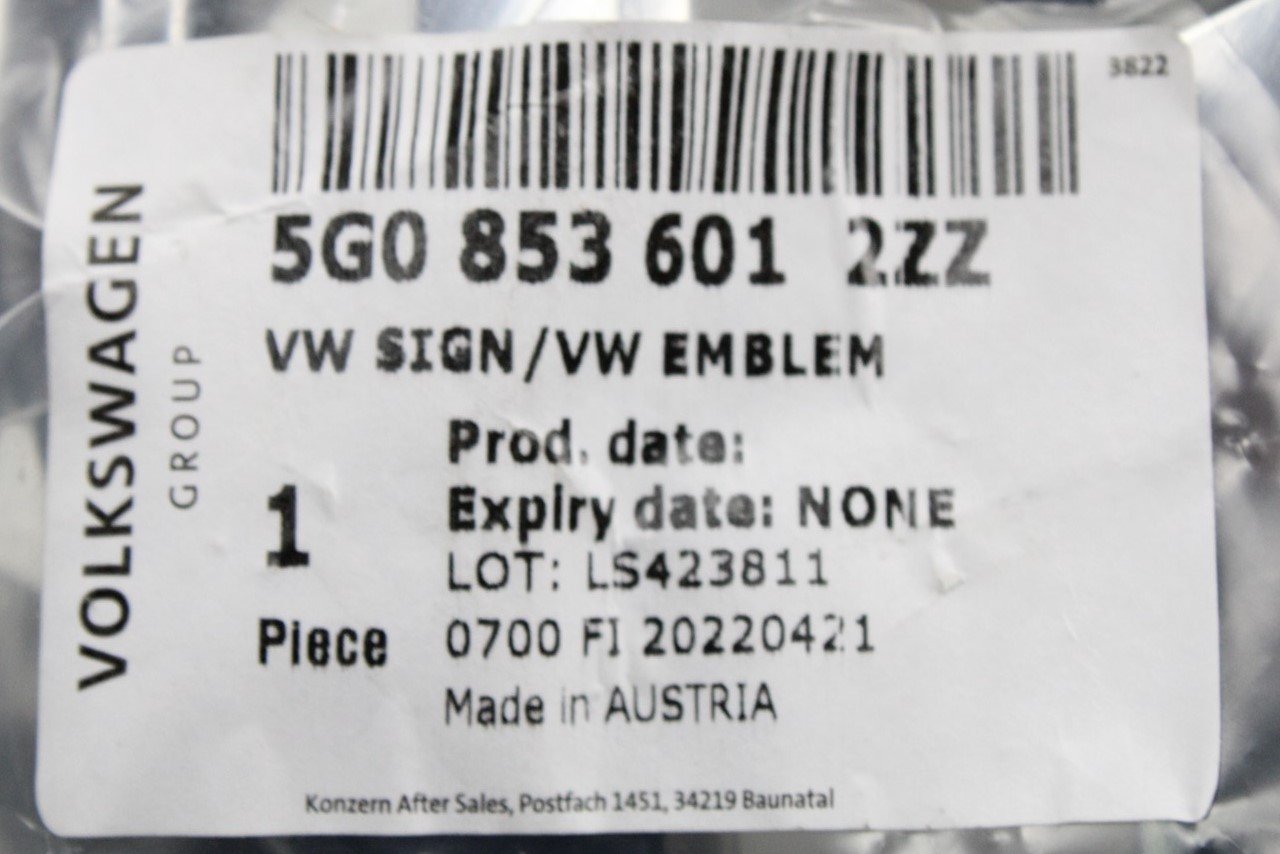 3822
5G0 853 601 2ZZ
VW SIGN/VW EMBLEM
Prod. date:
Expiry date: NONE
LOT: LS423811
1
Piece
0700 FI 20220421
Made in AUSTRIA
Konzern After Sales, Postfach 1451, 34219 Baunatal
VOLKSWAGEN
GROUP